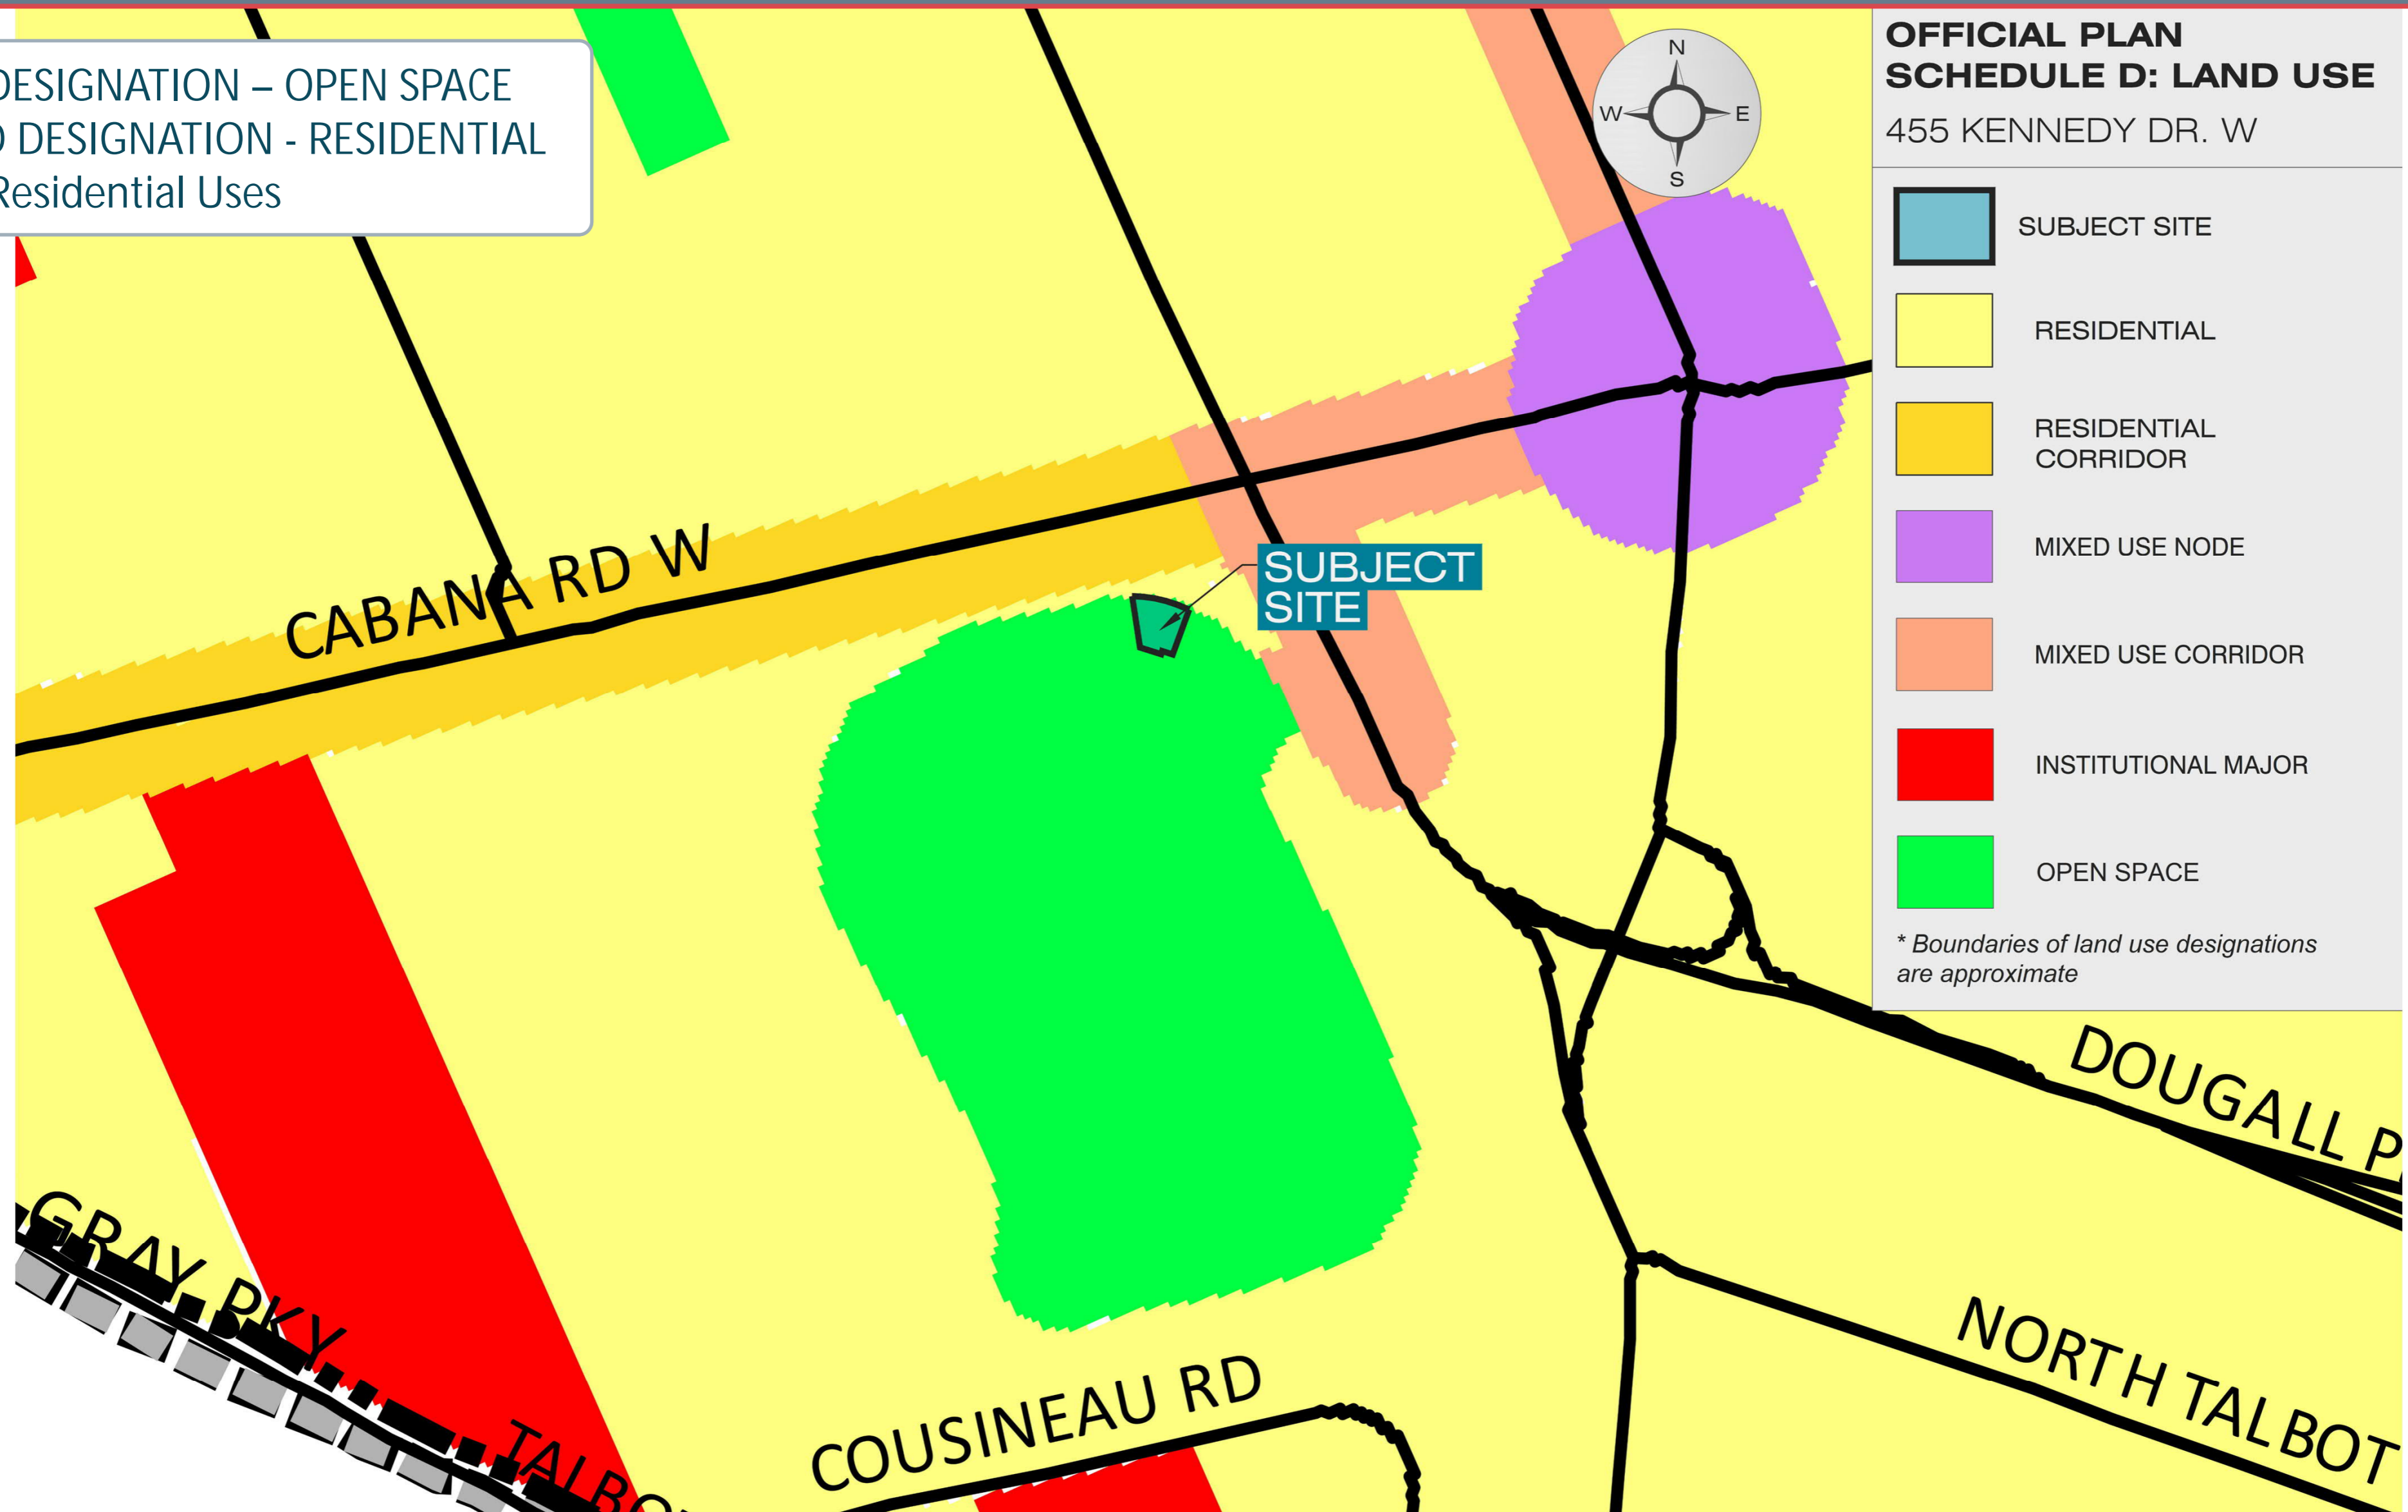 DESIGNATION – OPEN SPACE
DESIGNATION - RESIDENTIAL
Residential Uses
N
W
E
S
OFFICIAL PLAN
SCHEDULE D: LAND USE
455 KENNEDY DR. W
SUBJECT SITE
RESIDENTIAL
RESIDENTIAL
CORRIDOR
MIXED USE NODE
MIXED USE CORRIDOR
INSTITUTIONAL MAJOR
OPEN SPACE
* Boundaries of land use designations
are approximate
CABANA RD W
SUBJECT
SITE
DOUGALL P
GRAY PKY
TALBO
COUSINEAU RD
NORTH TALBOT